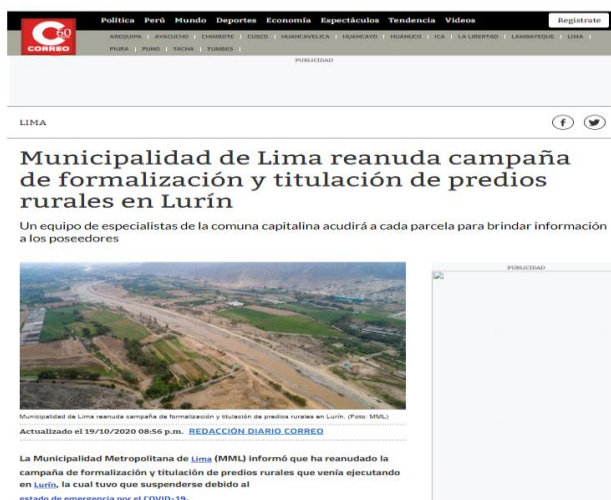 Política Perú Mundo Deportes Economía Espectáculos Tendencia Videos
Regístrate
60
CORREO
AREQUIPA | AYACUCHO | CHIMBOTE | CUSCO | HUANCAVELICA | HUANCAYO | HUÁNUCO | ICA | LA LIBERTAD | LAMBAYEQUE | LIMA |
PIURA | PUNO | TACNA | TUMBES |
PUBLICIDAD
LIMA
Municipalidad de Lima reanuda campaña
de formalización y titulación de predios
rurales en Lurín
Un equipo de especialistas de la comuna capitalina acudirá a cada parcela para brindar información
a los poseedores
PUBLICIDAD
Municipalidad de Lima reanuda campaña de formalización y titulación de predios rurales en Lurín. (Foto: MML)
Actualizado el 19/10/2020 08:56 p.m. REDACCIÓN DIARIO CORREO
La Municipalidad Metropolitana de Lima (MML) informó que ha reanudado la
campaña de formalización y titulación de predios rurales que venía ejecutando
en Lurín, la cual tuvo que suspenderse debido al
estado de emergencia por el COVID-19.